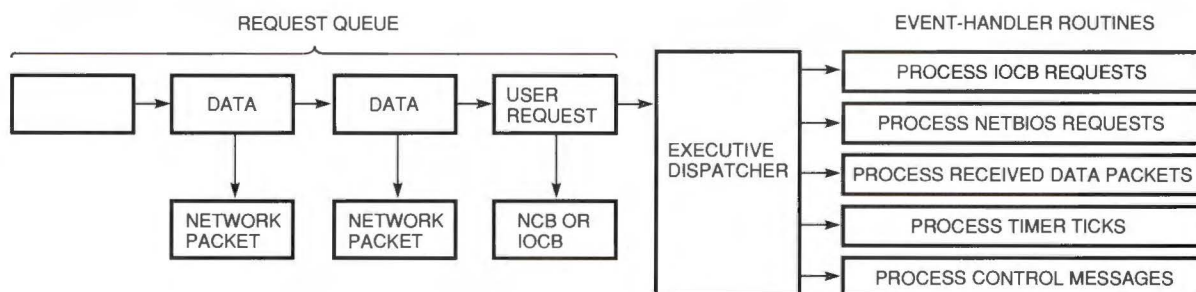 REQUEST QUEUE
EVENT-HANDLER ROUTINES
DATA
DATA
USER
REQUEST
NETWORK
PACKET
NETWORK
PACKET
NCB OR
IOCB
EXECUTIVE
DISPATCHER
PROCESS IOCB REQUESTS
PROCESS NETBIOS REQUESTS
PROCESS RECEIVED DATA PACKETS
PROCESS TIMER TICKS
PROCESS CONTROL MESSAGES